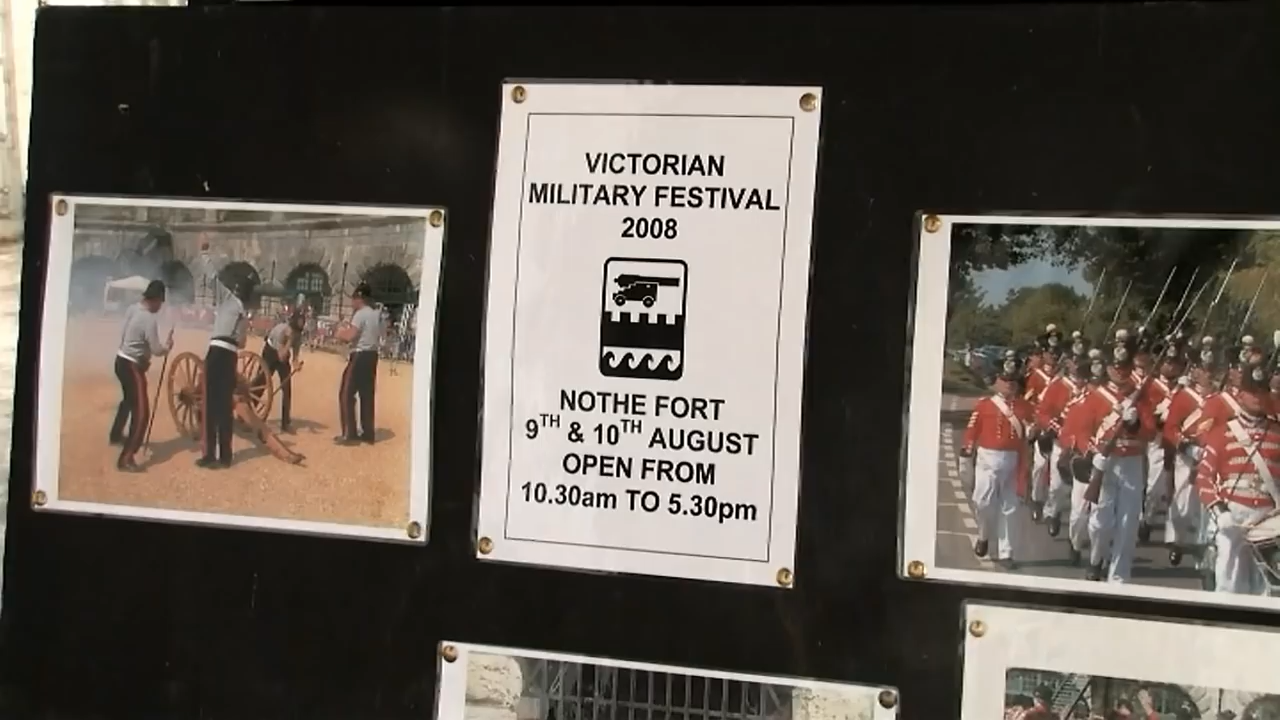 VICTORIAN
MILITARY FESTIVAL
2008
NOTHE FORT
9TH & 10TH AUGUST
OPEN FROM
10.30am TO 5.30pm